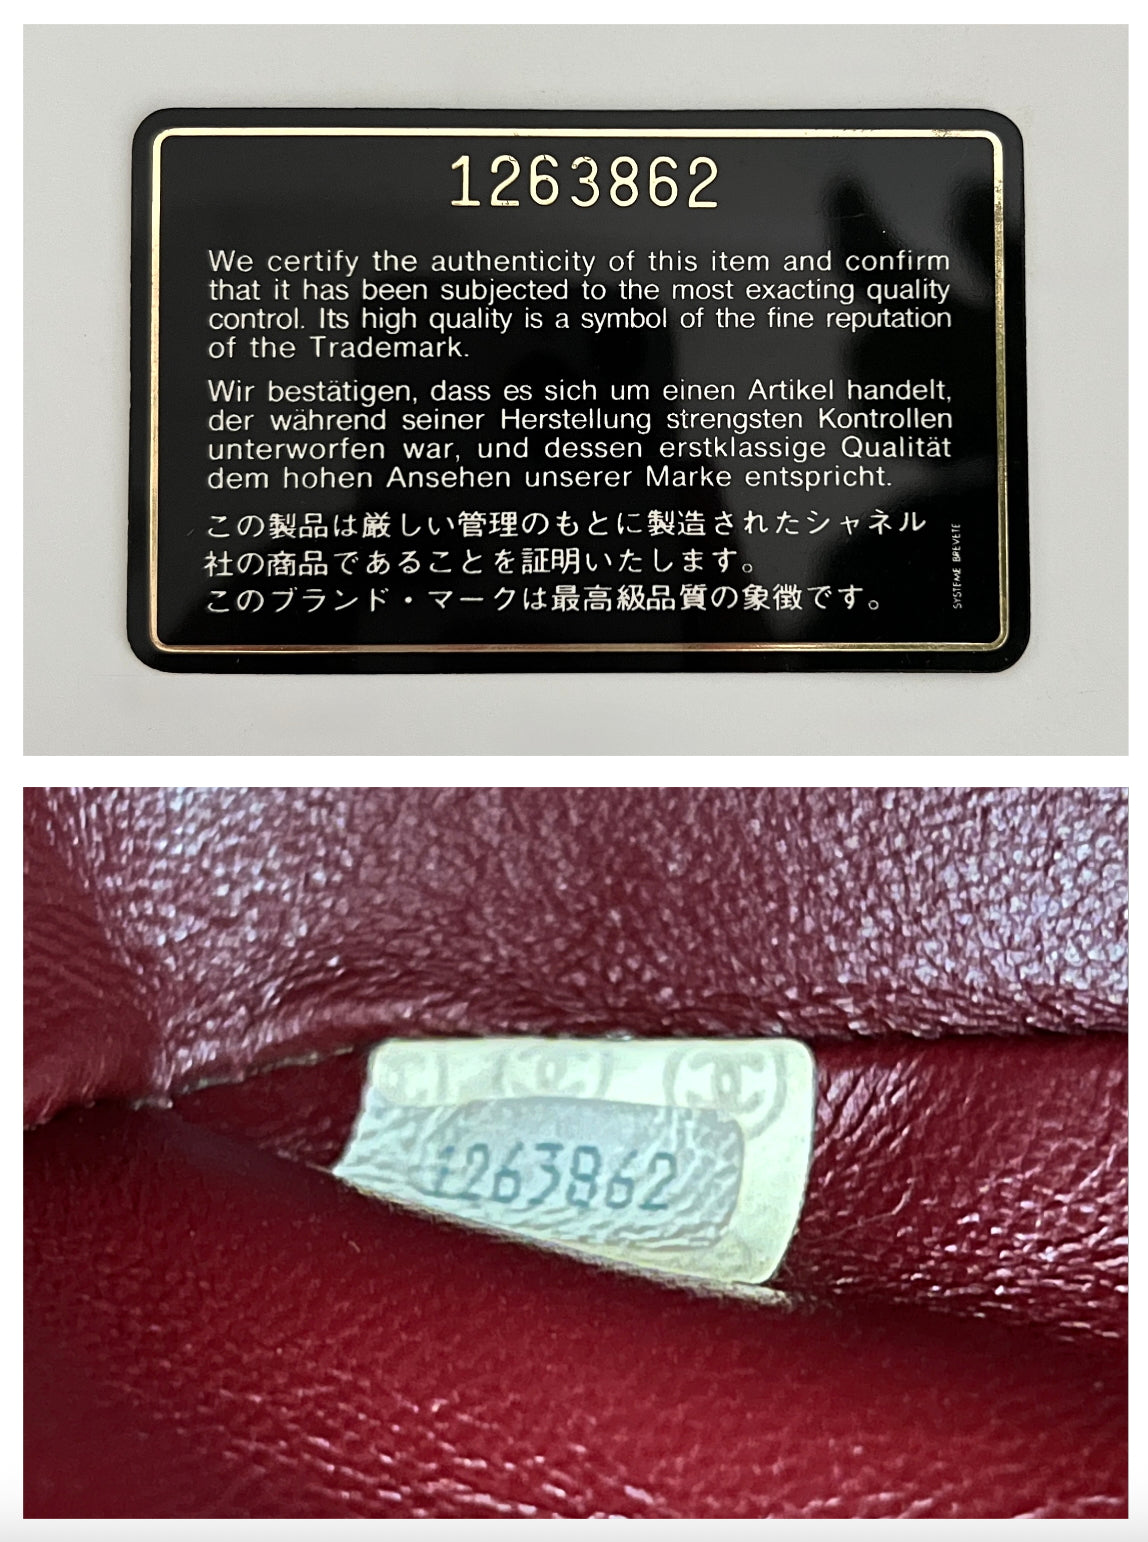 1263862
We certify the authenticity of this item and confirm
that it has been subjected to the most exacting quality
control. Its high quality is a symbol of the fine reputation
of the Trademark.
Wir bestätigen, dass es sich um einen Artikel handelt,
der während seiner Herstellung strengsten Kontrollen
unterworfen war, und dessen erstklassige Qualität
dem hohen Ansehen unserer Marke entspricht.
この製品は厳しい管理のもとに製造されたシャネル
社の商品であることを証明いたします。
このブランド・マークは最高級品質の象徴です。
SYSTEME BREVETE
1263862